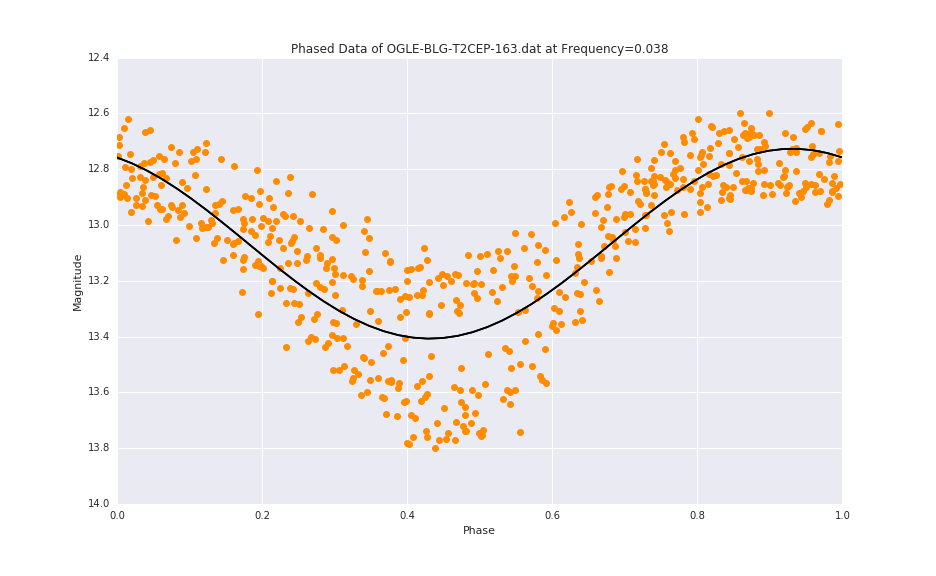 Phased Data of OGLE-BLG-T2CEP-163.dat at Frequency=0.038
12.4
12.6
12.8
13.0
13.2
13.4
13.6
13.8
14.0
Magnitude
0.0 0.2 0.4 0.6 0.8 1.0
Phase